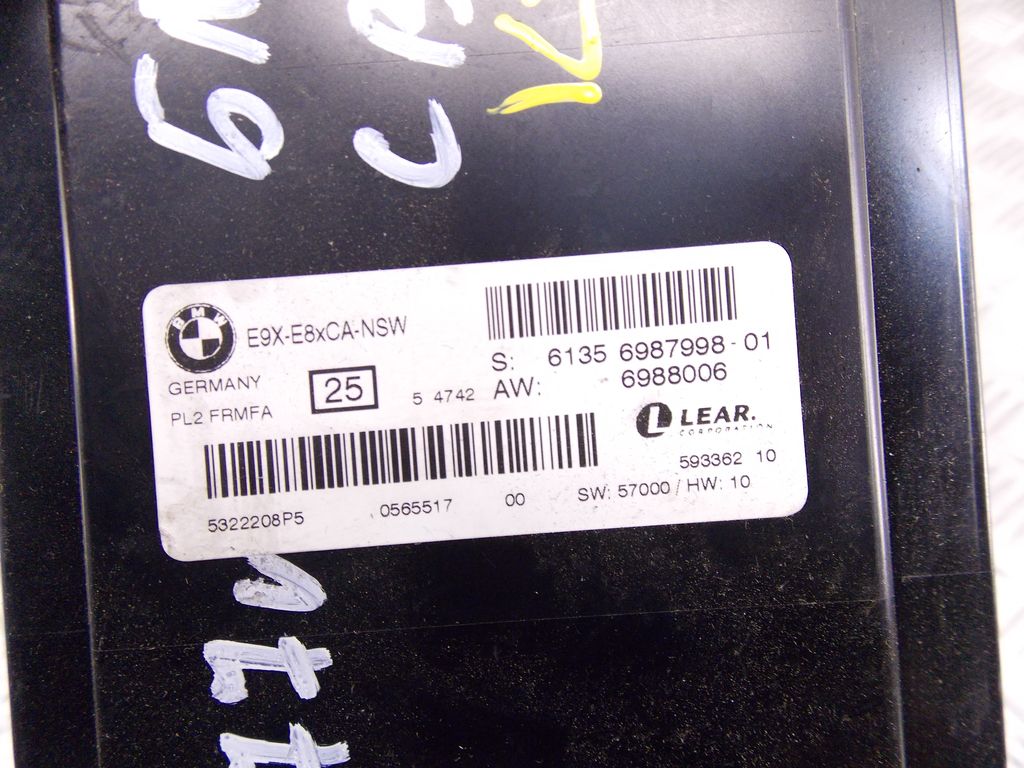 BMW
E9X-E8xCA-NSW
S: 6135 6987998-01
GERMANY
25
5 4742
AW: 6988006
PL2 FRMFA
L LEAR.
CORPORATION
593362 10
5322208P5 0565517 00 SW: 57000 / HW: 10